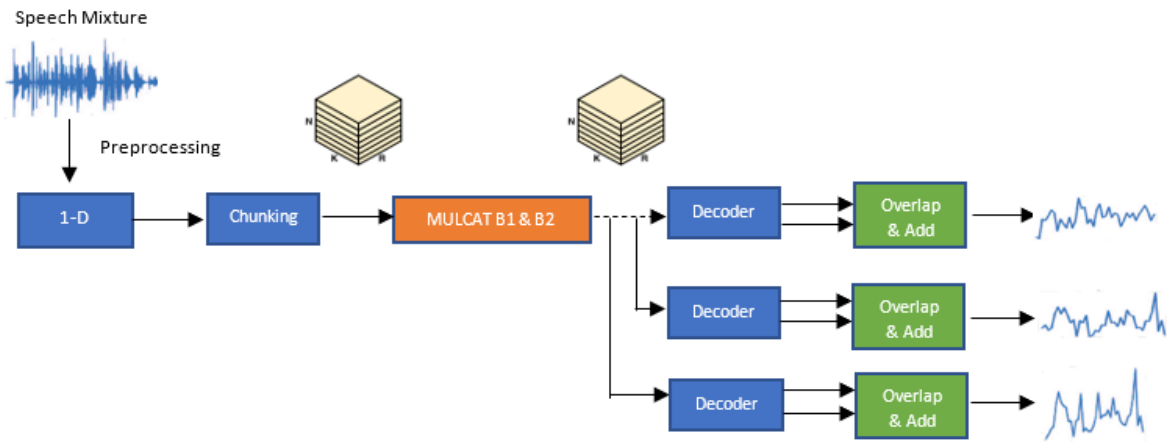 Speech Mixture
Preprocessing
N
K
R
N
K
R
1-D
Chunking
MULCAT B1 & B2
Decoder
Overlap
& Add
Decoder
Overlap
& Add
Decoder
Overlap
& Add